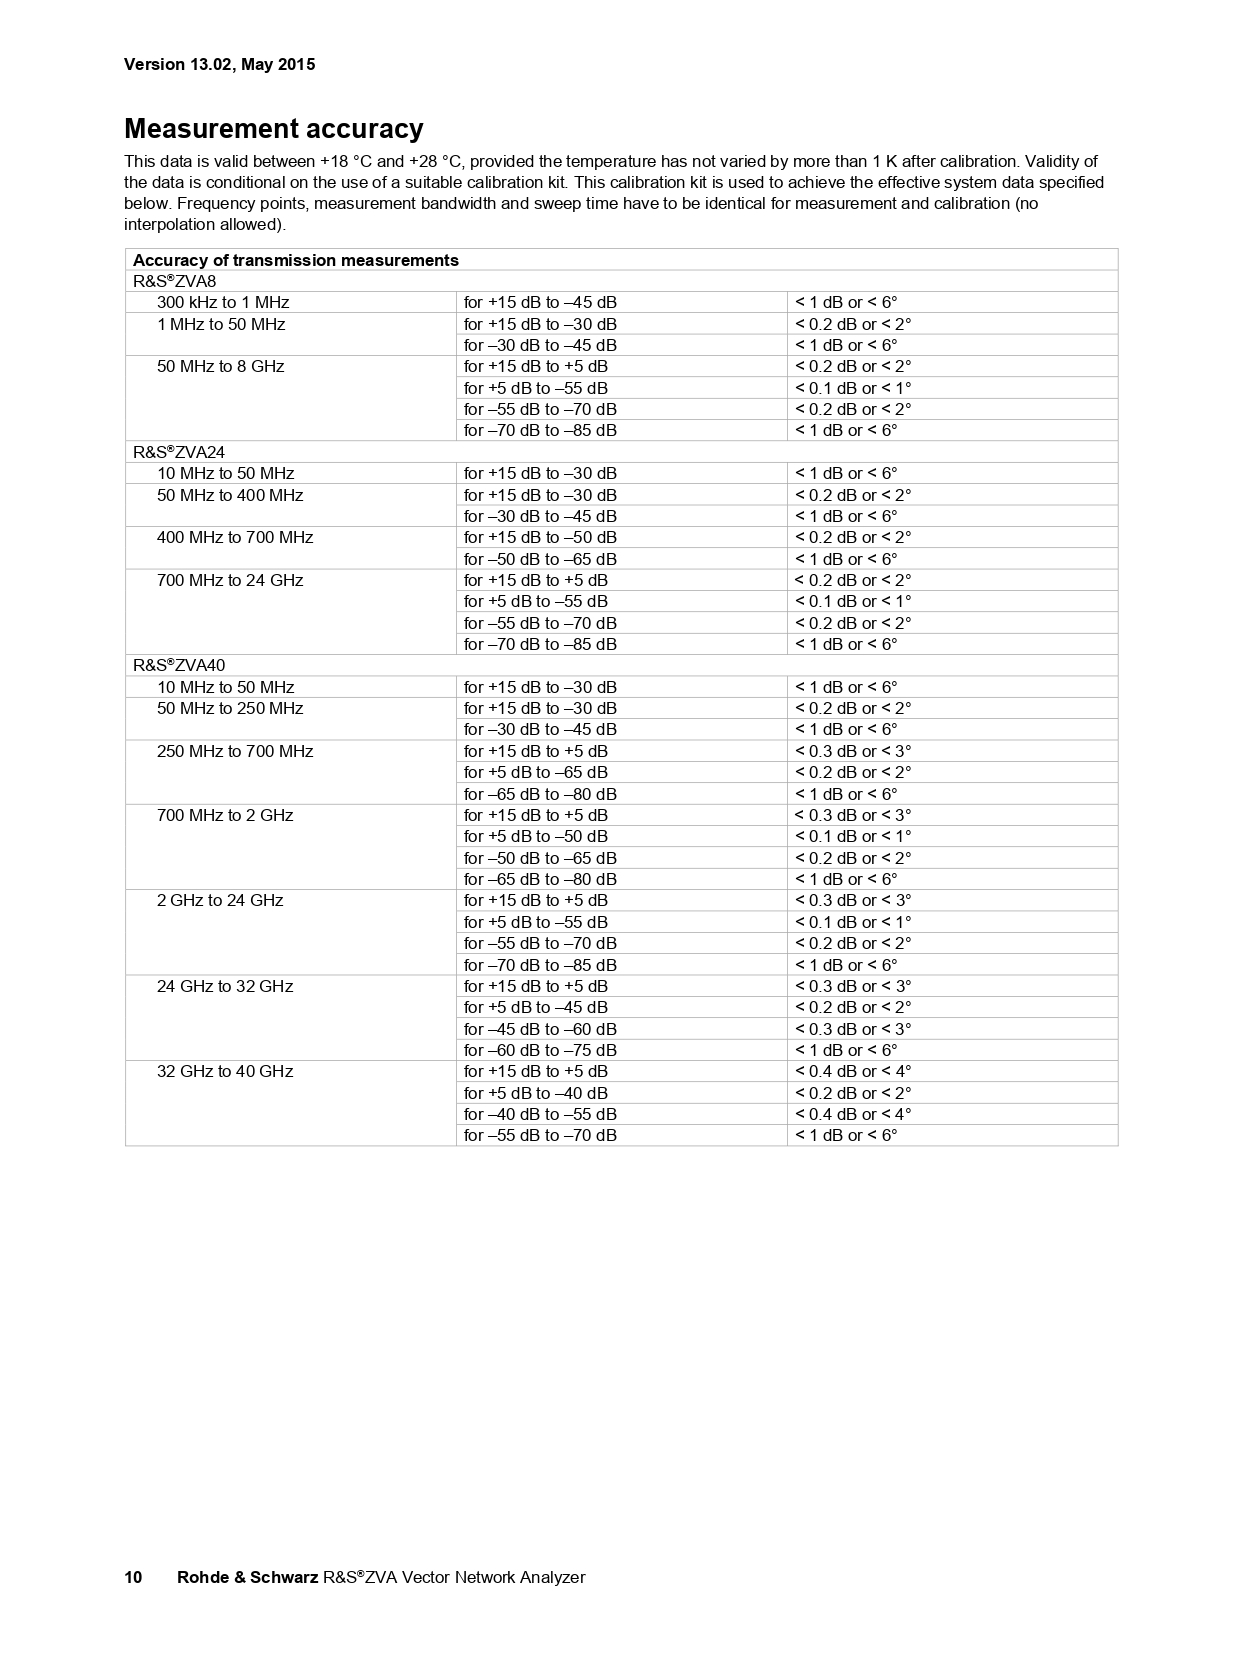 Version 13.02, May 2015
Measurement accuracy
This data is valid between +18 °C and +28 °C, provided the temperature has not varied by more than 1 K after calibration. Validity of
the data is conditional on the use of a suitable calibration kit. This calibration kit is used to achieve the effective system data specified
below. Frequency points, measurement bandwidth and sweep time have to be identical for measurement and calibration (no
interpolation allowed).
Accuracy of transmission measurements
R&S®ZVA8
300 kHz to 1 MHz for +15 dB to –45 dB < 1 dB or < 6°
1 MHz to 50 MHz for +15 dB to –30 dB < 0.2 dB or < 2°
for –30 dB to –45 dB < 1 dB or < 6°
50 MHz to 8 GHz for +15 dB to +5 dB < 0.2 dB or < 2°
for +5 dB to –55 dB < 0.1 dB or < 1°
for –55 dB to –70 dB < 0.2 dB or < 2°
for –70 dB to –85 dB < 1 dB or < 6°
R&S®ZVA24
10 MHz to 50 MHz for +15 dB to –30 dB < 1 dB or < 6°
50 MHz to 400 MHz for +15 dB to –30 dB < 0.2 dB or < 2°
for –30 dB to –45 dB < 1 dB or < 6°
400 MHz to 700 MHz for +15 dB to –50 dB < 0.2 dB or < 2°
for –50 dB to –65 dB < 1 dB or < 6°
700 MHz to 24 GHz for +15 dB to +5 dB < 0.2 dB or < 2°
for +5 dB to –55 dB < 0.1 dB or < 1°
for –55 dB to –70 dB < 0.2 dB or < 2°
for –70 dB to –85 dB < 1 dB or < 6°
R&S®ZVA40
10 MHz to 50 MHz for +15 dB to –30 dB < 1 dB or < 6°
50 MHz to 250 MHz for +15 dB to –30 dB < 0.2 dB or < 2°
for –30 dB to –45 dB < 1 dB or < 6°
250 MHz to 700 MHz for +15 dB to +5 dB < 0.3 dB or < 3°
for +5 dB to –65 dB < 0.2 dB or < 2°
for –65 dB to –80 dB < 1 dB or < 6°
700 MHz to 2 GHz for +15 dB to +5 dB < 0.3 dB or < 3°
for +5 dB to –50 dB < 0.1 dB or < 1°
for –50 dB to –65 dB < 0.2 dB or < 2°
for –65 dB to –80 dB < 1 dB or < 6°
2 GHz to 24 GHz for +15 dB to +5 dB < 0.3 dB or < 3°
for +5 dB to –55 dB < 0.1 dB or < 1°
for –55 dB to –70 dB < 0.2 dB or < 2°
for –70 dB to –85 dB < 1 dB or < 6°
24 GHz to 32 GHz for +15 dB to +5 dB < 0.3 dB or < 3°
for +5 dB to –45 dB < 0.2 dB or < 2°
for –45 dB to –60 dB < 0.3 dB or < 3°
for –60 dB to –75 dB < 1 dB or < 6°
32 GHz to 40 GHz for +15 dB to +5 dB < 0.4 dB or < 4°
for +5 dB to –40 dB < 0.2 dB or < 2°
for –40 dB to –55 dB < 0.4 dB or < 4°
for –55 dB to –70 dB < 1 dB or < 6°
10 Rohde & Schwarz R&S®ZVA Vector Network Analyzer